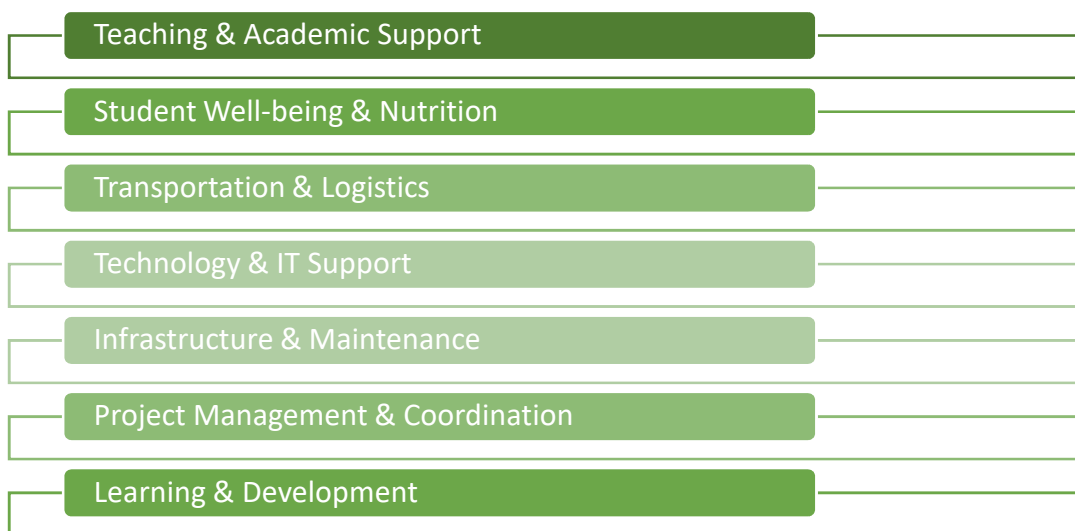 Teaching & Academic Support
Student Well-being & Nutrition
Transportation & Logistics
Technology & IT Support
Infrastructure & Maintenance
Project Management & Coordination
Learning & Development